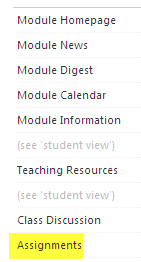 Module Homepage
Module News
Module Digest
Module Calendar
Module Information
(see 'student view')
Teaching Resources
(see 'student view')
Class Discussion
Assignments